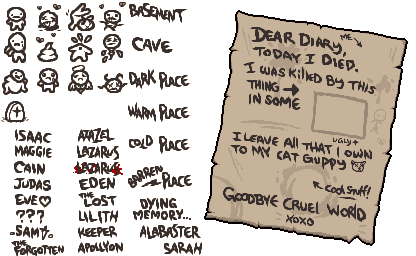 BASEMENT
CAVE
DARK PLACE
WARM PLACE
COLD PLACE
BARREN PLACE
DYING MEMORY...
ALABASTER
SARAH
ISAAC
MAGGIE
CAIN
JUDAS
EVE
???
SAM
THE FORGOTTEN
AZAZEL
LAZARUS
LAZARUS
EDEN
THE LOST
LILITH
KEEPER
APOLLYON
DEAR DIARY,
ME
TODAY I DIED.
I WAS KILLED BY THIS
THING
IN SOME
UGLY
I LEAVE ALL THAT I OWN
TO MY CAT GUPPY
COOL STUFF!
GOODBYE CRUEL WORLD
XOXO